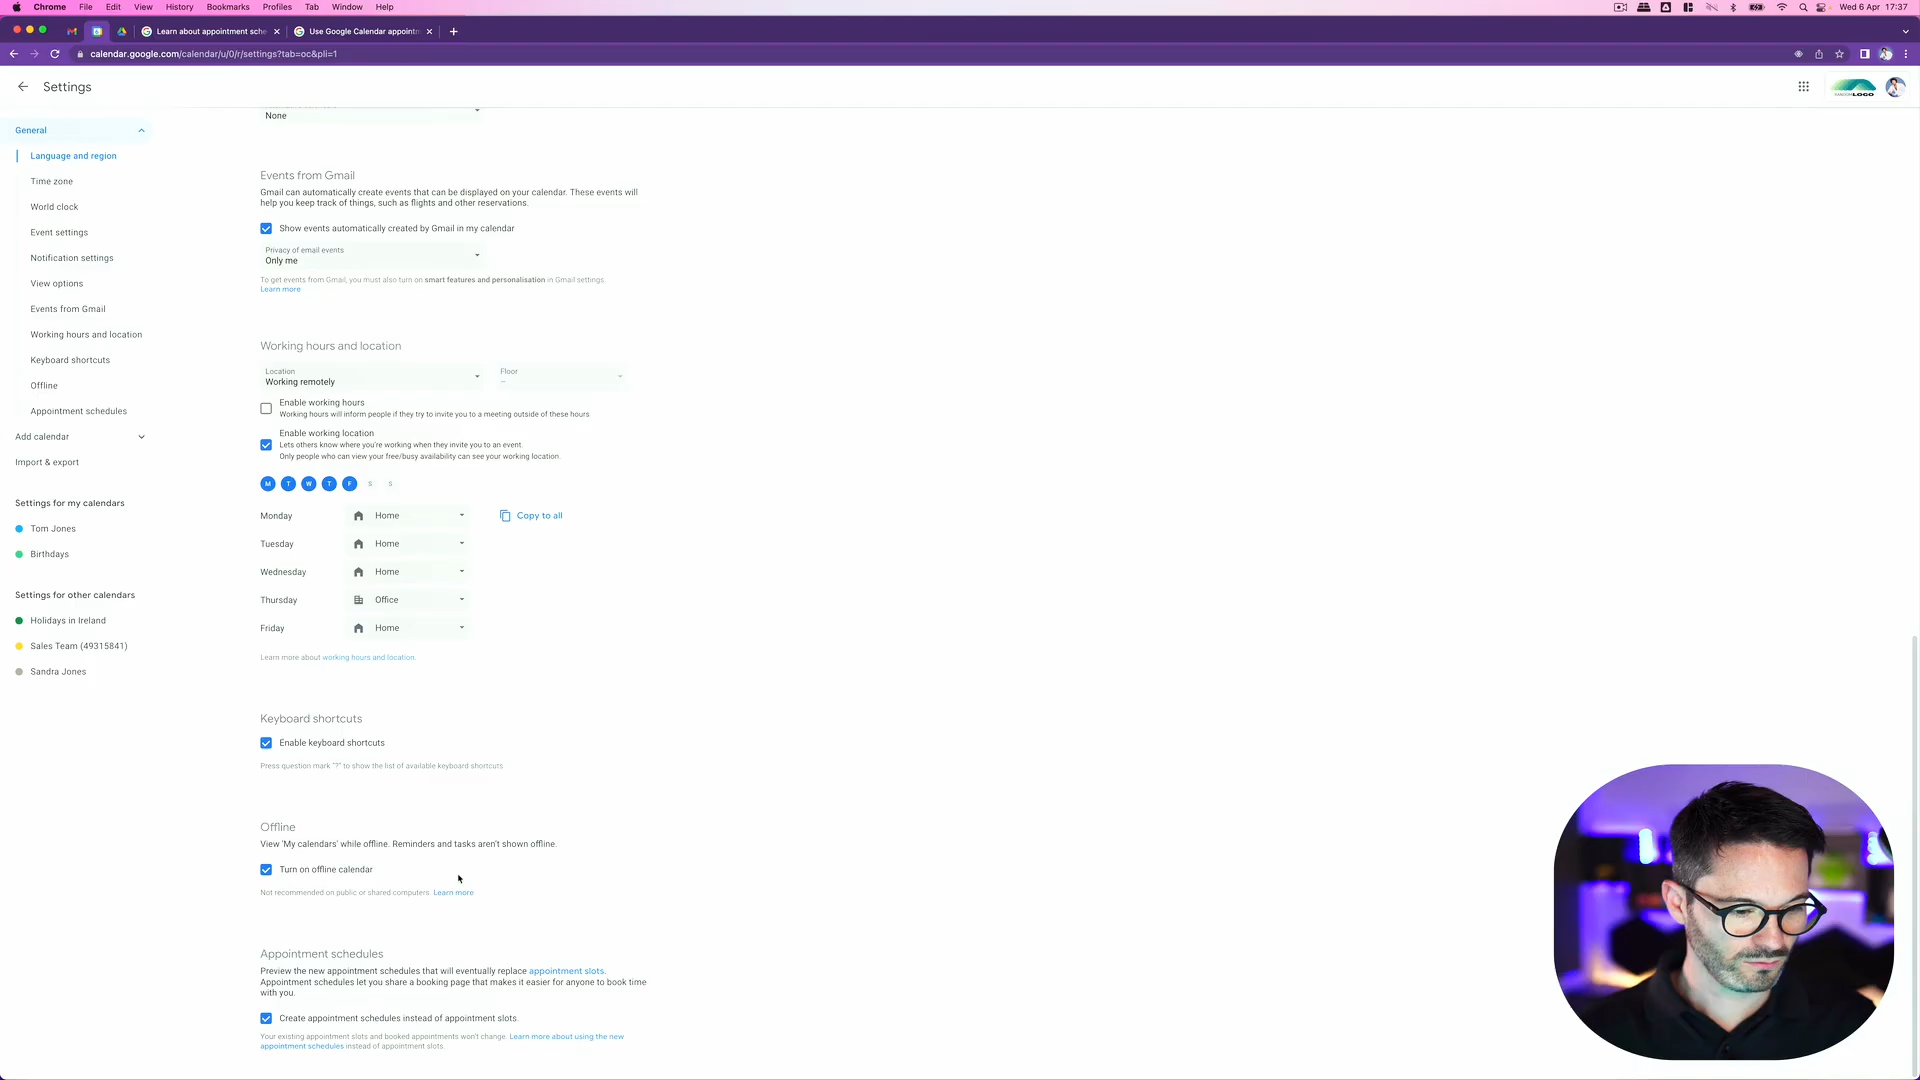 Chrome File Edit View History Bookmarks Profiles Tab Window Help Wed 6 Apr 17:37
Learn about appointment sche Use Google Calendar appointm
calendar.google.com/calendar/u/0/r/settings?tab=oc&pli=1
Settings
General
Language and region
Time zone
World clock
Event settings
Notification settings
View options
Events from Gmail
Working hours and location
Keyboard shortcuts
Offline
Appointment schedules
Add calendar
Import & export
Settings for my calendars
Tom Jones
Birthdays
Settings for other calendars
Holidays in Ireland
Sales Team (49315841)
Sandra Jones
None
Events from Gmail
Gmail can automatically create events that can be displayed on your calendar. These events will
help you keep track of things, such as flights and other reservations.
Show events automatically created by Gmail in my calendar
Privacy of email events
Only me
To get events from Gmail, you must also turn on smart features and personalisation in Gmail settings.
Learn more
Working hours and location
Location
Working remotely
Floor
–
Enable working hours
Working hours will inform people if they try to invite you to a meeting outside of these hours
Enable working location
Lets others know where you're working when they invite you to an event.
Only people who can view your free/busy availability can see your working location.
M T W T F S S
Monday Home Copy to all
Tuesday Home
Wednesday Home
Thursday Office
Friday Home
Learn more about working hours and location.
Keyboard shortcuts
Enable keyboard shortcuts
Press question mark "?" to show the list of available keyboard shortcuts
Offline
View 'My calendars' while offline. Reminders and tasks aren't shown offline.
Turn on offline calendar
Not recommended on public or shared computers. Learn more
Appointment schedules
Preview the new appointment schedules that will eventually replace appointment slots.
Appointment schedules let you share a booking page that makes it easier for anyone to book time
with you.
Create appointment schedules instead of appointment slots.
Your existing appointment slots and booked appointments won't change. Learn more about using the new
appointment schedules instead of appointment slots.